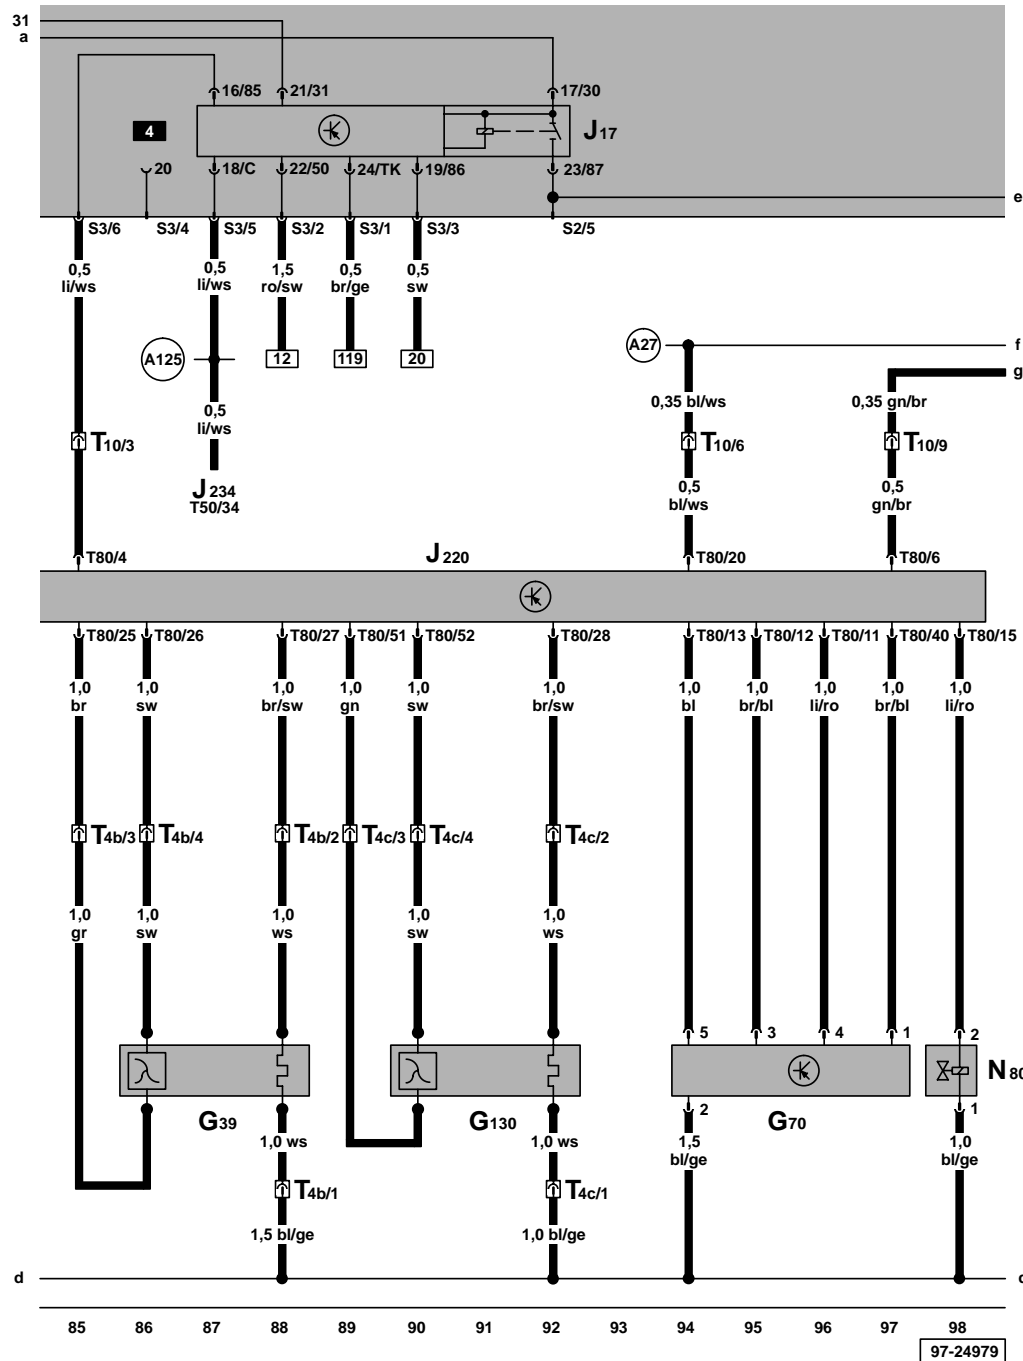 31
a
16/85 21/31 17/30
4
J17
20 18/C 22/50 24/TK 19/86 23/87
e
S3/6 S3/4 S3/5 S3/2 S3/1 S3/3 S2/5
0,5 0,5 1,5 0,5 0,5
li/ws li/ws ro/sw br/ge sw
A125 12 119 20 A27 f
g
0,5 0,35 bl/ws 0,35 gn/br
li/ws
T10/3 T10/6 T10/9
J234 0,5 0,5
T50/34 bl/ws gn/br
T80/4 J220 T80/20 T80/6
T80/25 T80/26 T80/27 T80/51 T80/52 T80/28 T80/13 T80/12 T80/11 T80/40 T80/15
1,0 1,0 1,0 1,0 1,0 1,0 1,0 1,0 1,0 1,0 1,0
br sw br/sw gn sw br/sw bl br/bl li/ro br/bl li/ro
T4b/3 T4b/4 T4b/2 T4c/3 T4c/4 T4c/2
1,0 1,0 1,0 1,0 1,0
gr sw ws sw ws
5 3 4 1 2
N80
G39 G130 2 G70 1
1,0 ws 1,0 ws 1,5 1,0
bl/ge bl/ge
T4b/1 T4c/1
1,5 bl/ge 1,0 bl/ge
d
85 86 87 88 89 90 91 92 93 94 95 96 97 98
97-24979